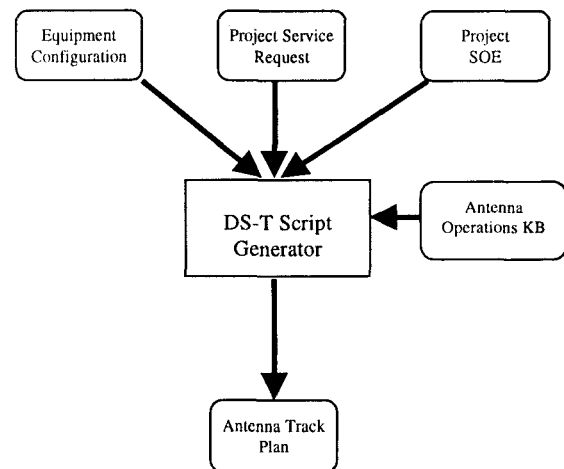 Equipment
Configuration
Project Service
Request
Project
SOE
DS-T Script
Generator
Antenna
Operations KB
Antenna Track
Plan